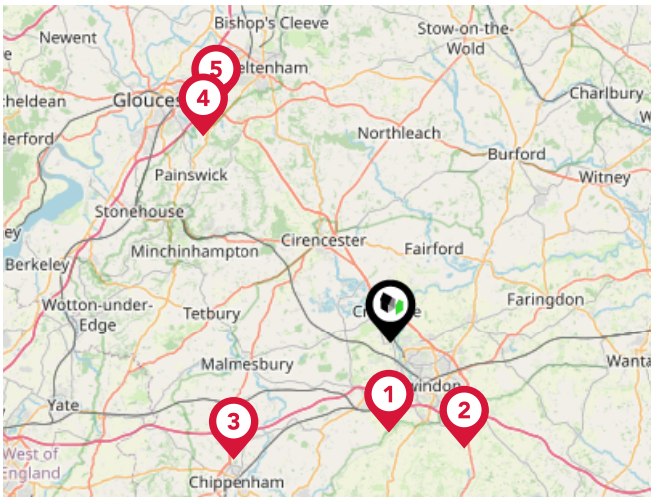 Bishop's Cleeve
Stow-on-the-
Wold
Newent
5
eltenham
cheldean
Glouces
4
Charlbury
derford
Northleach
Burford
Painswick
Witney
Stonehouse
Cirencester
Minchinhampton
Fairford
Berkeley
Faringdon
Wotton-under-
Edge
Tetbury
Malmesbury
Wanta
1
windon
2
Yate
3
West of
England
Chippenham